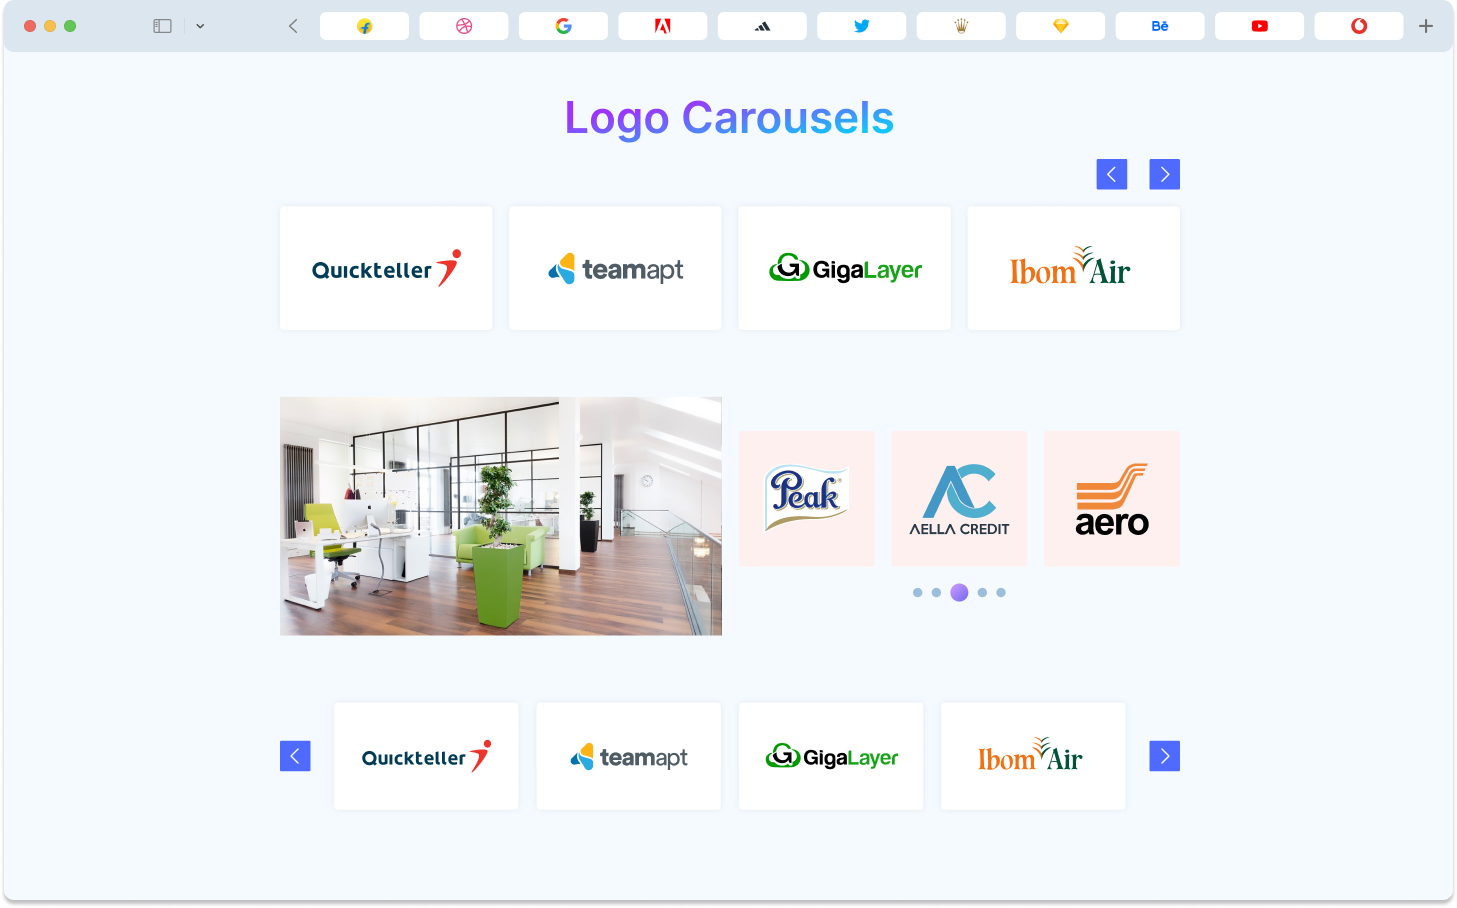 Bē
Logo Carousels
Quickteller
teamapt
GigaLayer
Ibom Air
Peak
AELLA CREDIT
aero
Quickteller
teamapt
GigaLayer
Ibom Air